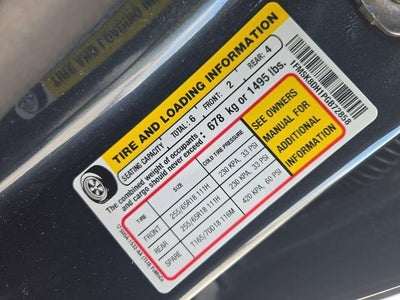 TIRE AND LOADING INFORMATION
SEATING CAPACITY TOTAL: 6 FRONT: 2 REAR: 4
The combined weight of occupants and cargo should never exceed: 678 kg or 1495 lbs.
TIRE SIZE COLD TIRE PRESSURE
FRONT 255/65R18 111H 230 KPA, 33 PSI
REAR 255/65R18 111H 230 KPA, 33 PSI
SPARE T165/70D18 116M 420 KPA, 60 PSI
SEE OWNERS
MANUAL FOR
ADDITIONAL
INFORMATION